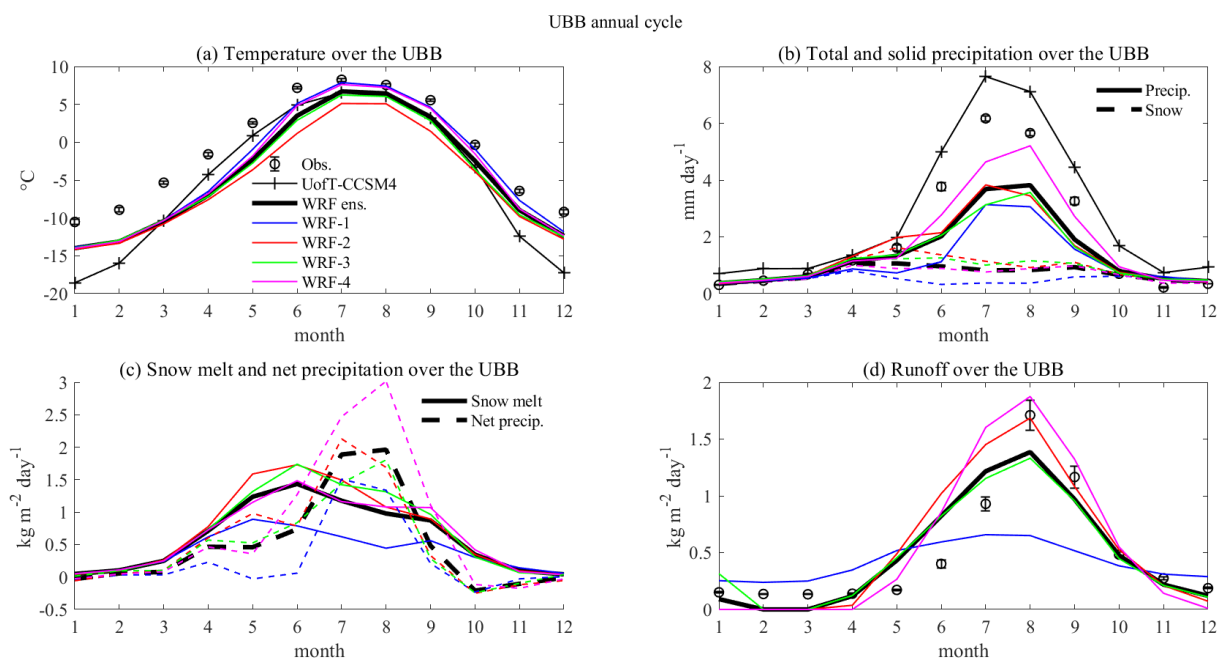 UBB annual cycle
(a) Temperature over the UBB
10
5
0
-5
-10
-15
-20
°C
1 2 3 4 5 6 7 8 9 10 11 12
month
Obs.
UofT-CCSM4
WRF ens.
WRF-1
WRF-2
WRF-3
WRF-4
(b) Total and solid precipitation over the UBB
8
6
4
2
0
mm day⁻¹
1 2 3 4 5 6 7 8 9 10 11 12
month
Precip.
Snow
(c) Snow melt and net precipitation over the UBB
3
2.5
2
1.5
1
0.5
0
-0.5
kg m⁻² day⁻¹
1 2 3 4 5 6 7 8 9 10 11 12
month
Snow melt
Net precip.
(d) Runoff over the UBB
2
1.5
1
0.5
0
kg m⁻² day⁻¹
1 2 3 4 5 6 7 8 9 10 11 12
month